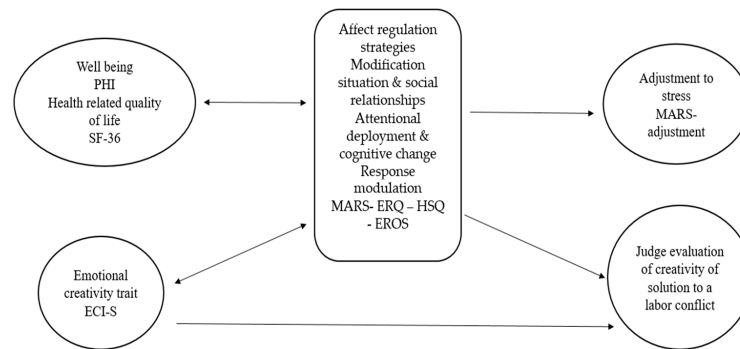 Well being
PHI
Health related quality
of life
SF-36
Affect regulation
strategies
Modification
situation & social
relationships
Attentional
deployment &
cognitive change
Response
modulation
MARS- ERQ – HSQ
- EROS
Adjustment to
stress
MARS-
adjustment
Emotional
creativity trait
ECI-S
Judge evaluation
of creativity of
solution to a
labor conflict